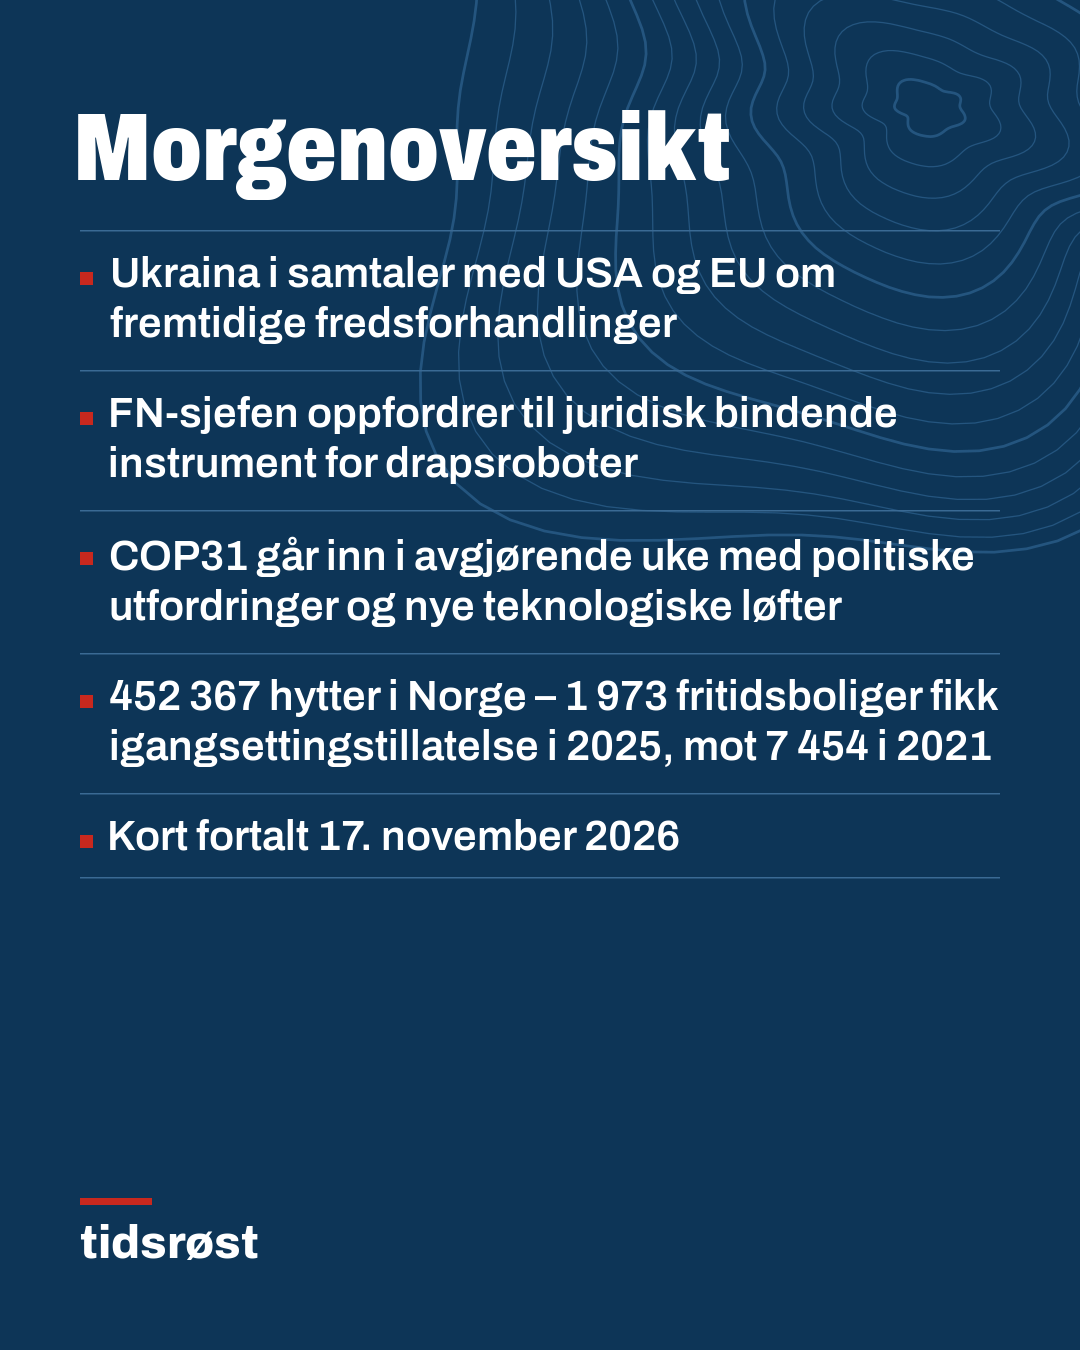 Morgenoversikt
Ukraina i samtaler med USA og EU om
fremtidige fredsforhandlinger
FN-sjefen oppfordrer til juridisk bindende
instrument for drapsroboter
COP31 går inn i avgjørende uke med politiske
utfordringer og nye teknologiske løfter
452 367 hytter i Norge – 1 973 fritidsboliger fikk
igangsettingstillatelse i 2025, mot 7 454 i 2021
Kort fortalt 17. november 2026
tidsrøst